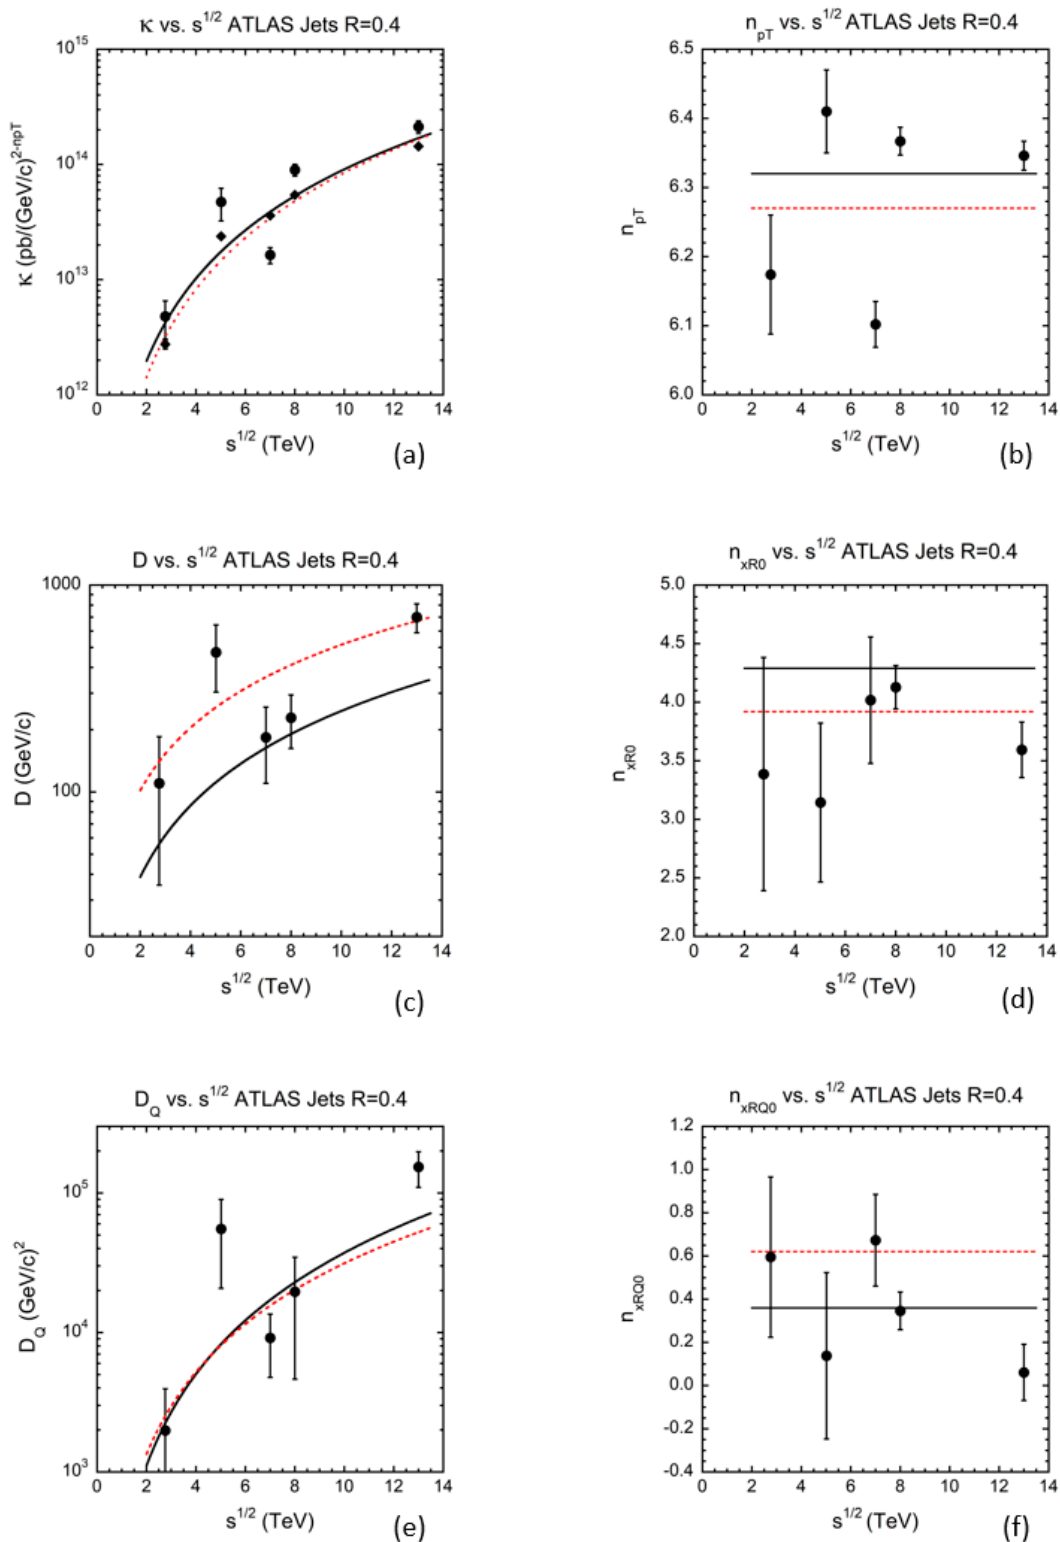 κ vs. s^1/2 ATLAS Jets R=0.4
10^15
10^14
10^13
10^12
κ (pb/(GeV/c)^2-npT
0 2 4 6 8 10 12 14
s^1/2 (TeV)
(a)
n_pT vs. s^1/2 ATLAS Jets R=0.4
6.5
6.4
6.3
6.2
6.1
6.0
n_pT
0 2 4 6 8 10 12 14
s^1/2 (TeV)
(b)
D vs. s^1/2 ATLAS Jets R=0.4
1000
100
D (GeV/c)
0 2 4 6 8 10 12 14
s^1/2 (TeV)
(c)
n_xR0 vs. s^1/2 ATLAS Jets R=0.4
5.0
4.5
4.0
3.5
3.0
2.5
2.0
n_xR0
0 2 4 6 8 10 12 14
s^1/2 (TeV)
(d)
D_Q vs. s^1/2 ATLAS Jets R=0.4
10^5
10^4
10^3
D_Q (GeV/c)^2
0 2 4 6 8 10 12 14
s^1/2 (TeV)
(e)
n_xRQ0 vs. s^1/2 ATLAS Jets R=0.4
1.2
1.0
0.8
0.6
0.4
0.2
0.0
-0.2
-0.4
n_xRQ0
0 2 4 6 8 10 12 14
s^1/2 (TeV)
(f)